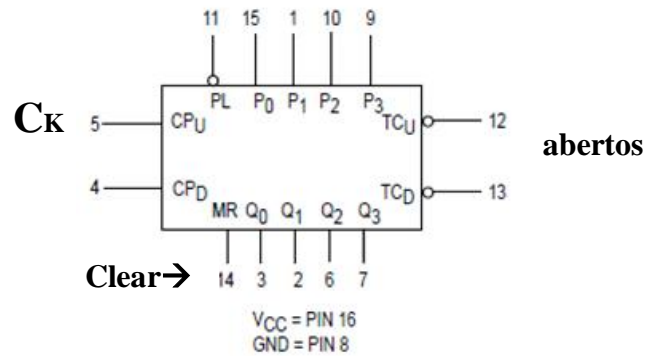 11 15 1 10 9
PL P0 P1 P2 P3
CK 5 CPU TCU 12
abertos
4 CPD TCD 13
MR Q0 Q1 Q2 Q3
Clear→ 14 3 2 6 7
VCC = PIN 16
GND = PIN 8